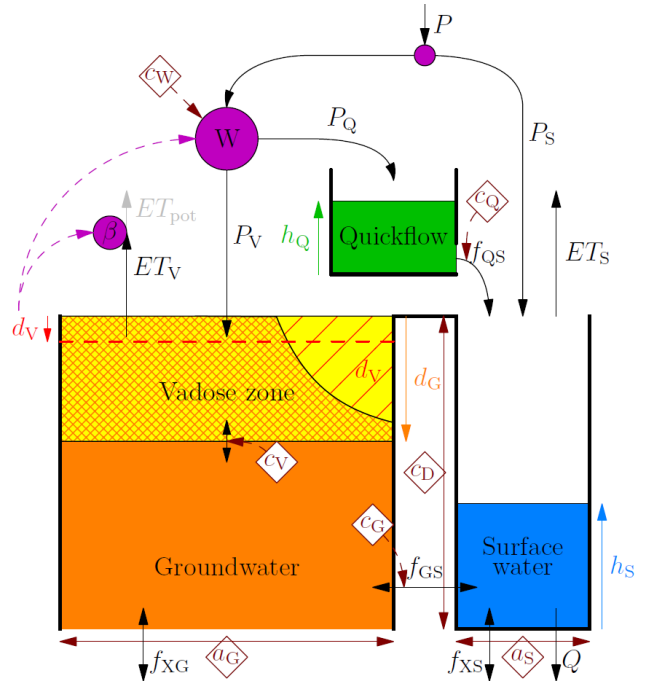 P
c_W
W
P_Q
P_S
ET_pot
β
P_V
ET_V
h_Q
Quickflow
c_Q
f_QS
ET_S
d_V
d_V
d_G
Vadose zone
c_V
c_D
c_G
Groundwater
f_GS
Surface
water
h_S
f_XG
a_G
f_XS
a_S
Q